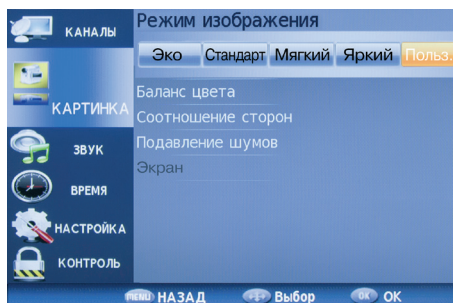 Режим изображения
КАНАЛЫ
Эко Стандарт Мягкий Яркий Польз.
Баланс цвета
КАРТИНКА
Соотношение сторон
Подавление шумов
ЗВУК
Экран
ВРЕМЯ
НАСТРОЙКА
КОНТРОЛЬ
MENU НАЗАД Выбор OK ОК